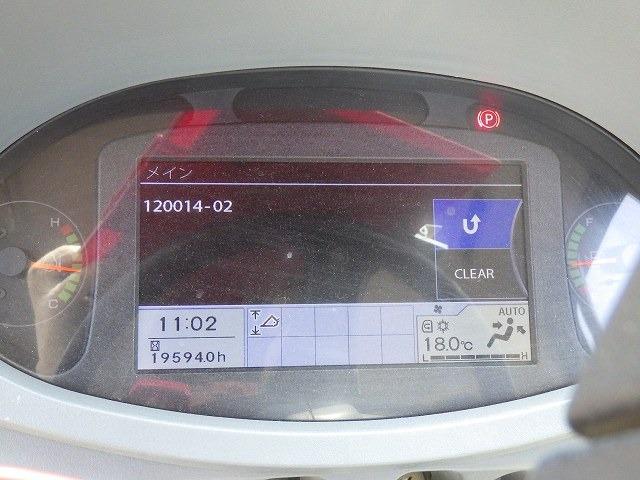 P
メイン
120014-02
CLEAR
11:02
19594.0h
AUTO
18.0℃
L H
H
C
F